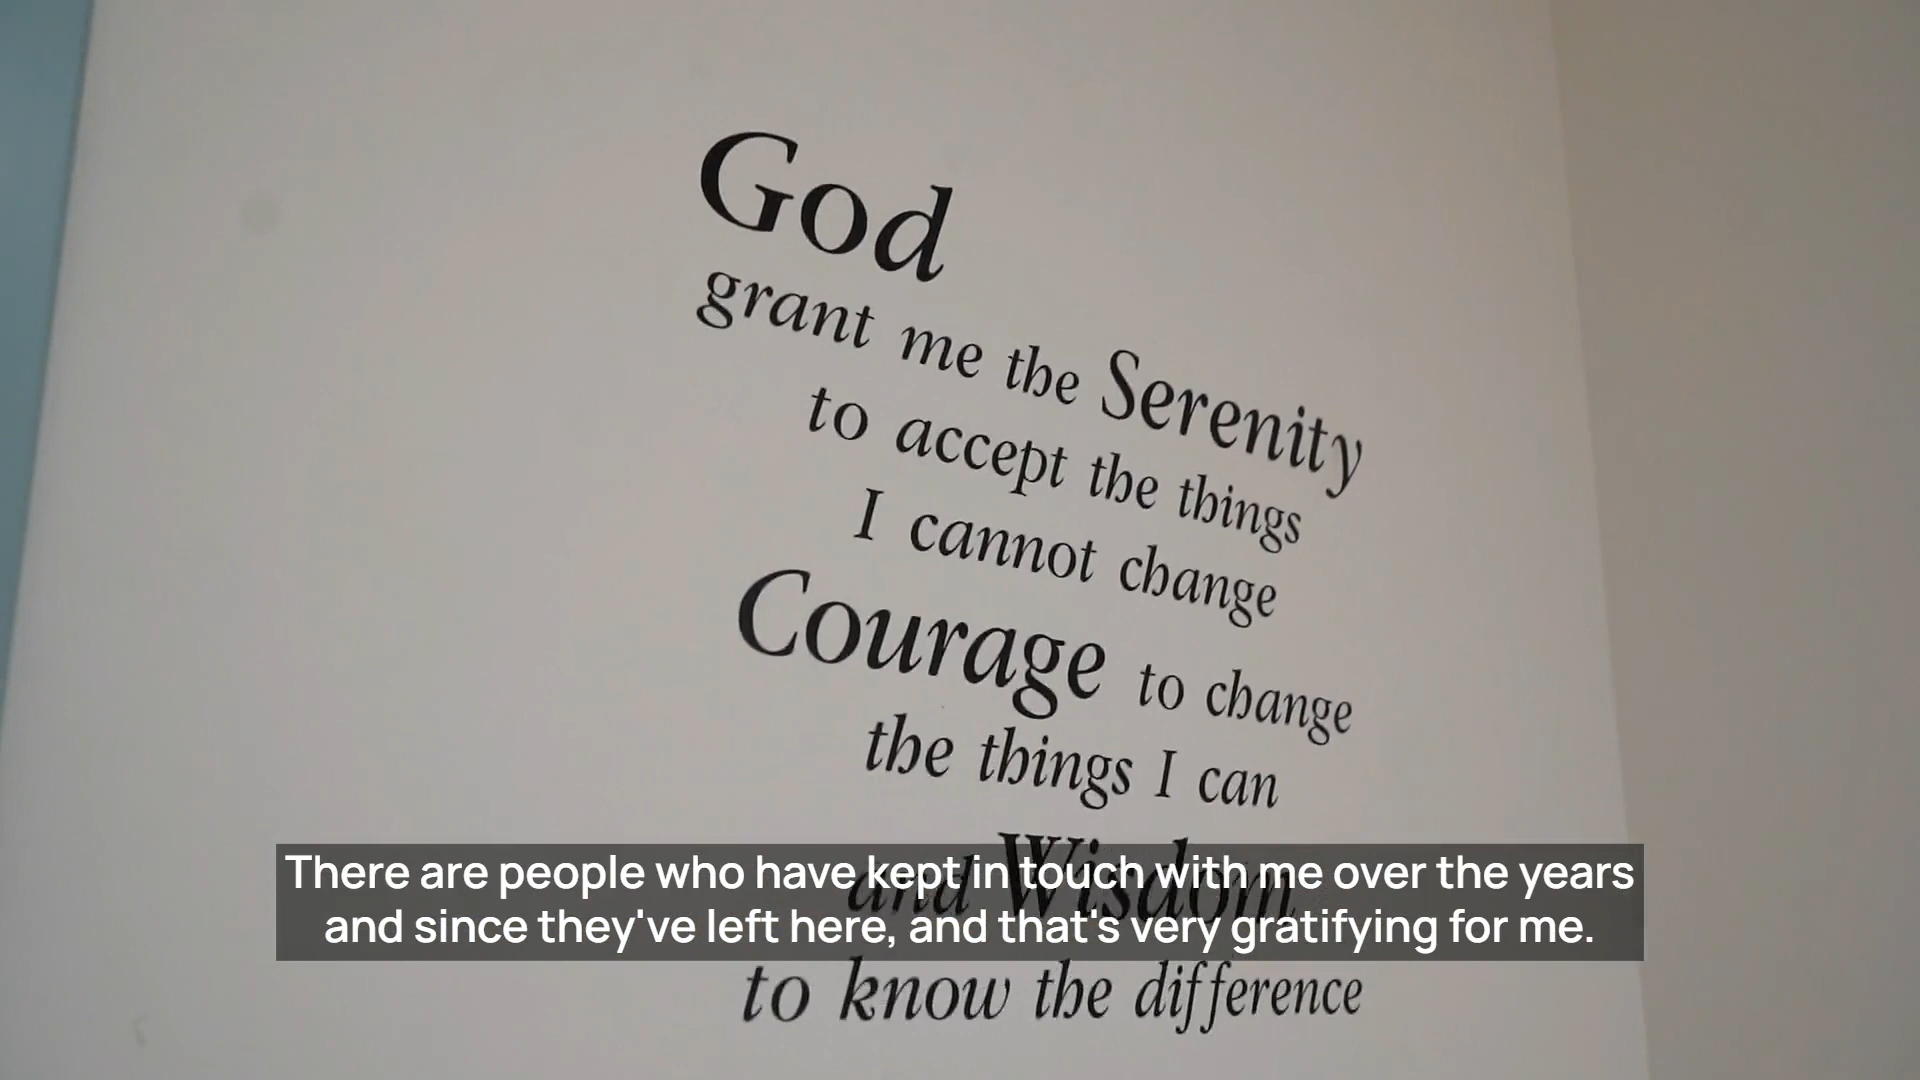 God
grant me the Serenity
to accept the things
I cannot change
Courage to change
the things I can
and Wisdom
There are people who have kept in touch with me over the years
and since they've left here, and that's very gratifying for me.
to know the difference